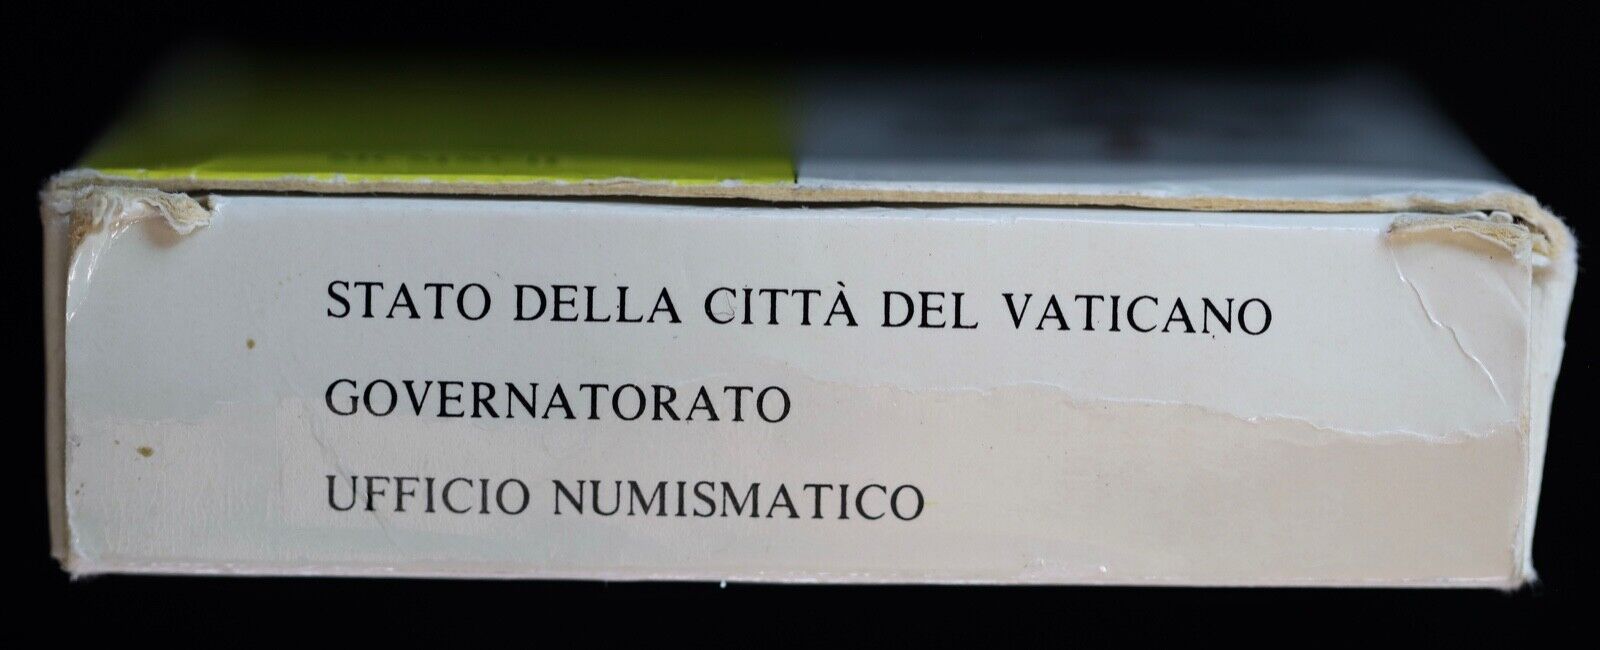 STATO DELLA CITTÀ DEL VATICANO
GOVERNATORATO
UFFICIO NUMISMATICO